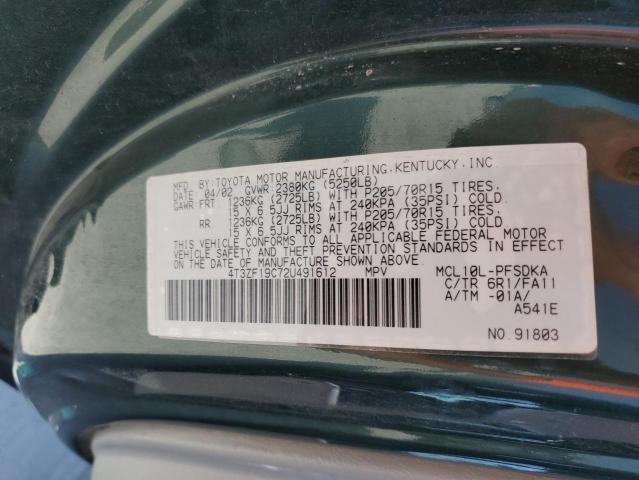 MFD. BY: TOYOTA MOTOR MANUFACTURING, KENTUCKY, INC.
DATE: 04/02 GVWR 2380KG (5250LB)
GAWR: FRT. 1236KG (2725LB) WITH P205/70R15 TIRES,
15 X 6.5JJ RIMS AT 240KPA (35PSI) COLD.
RR 1236KG (2725LB) WITH P205/70R15 TIRES,
15 X 6.5JJ RIMS AT 240KPA (35PSI) COLD.
THIS VEHICLE CONFORMS TO ALL APPLICABLE FEDERAL MOTOR
VEHICLE SAFETY AND THEFT PREVENTION STANDARDS IN EFFECT
ON THE DATE OF MANUFACTURE SHOWN ABOVE.
4T3ZF19C72U491612 MPV MCL10L-PFSDKA
C/TR 6R1/FA11
A/TM -01A/
A541E
NO.91803